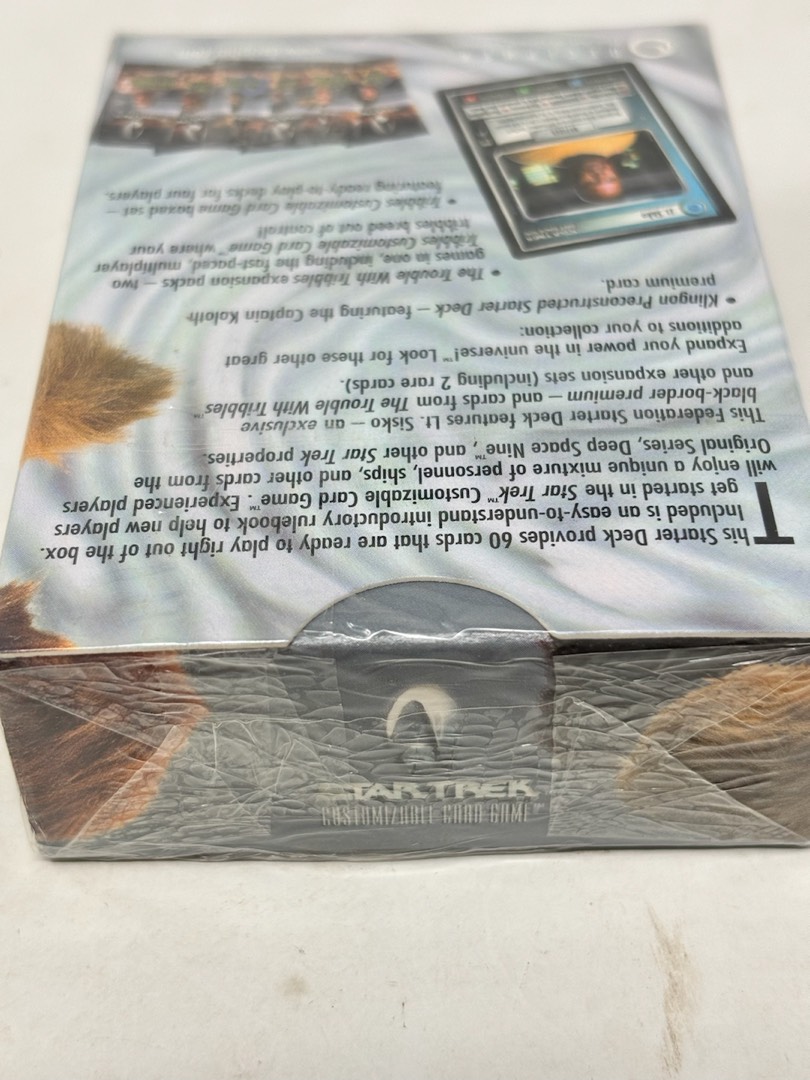 This Starter Deck provides 60 cards that are ready to play right out of the box.
Included is an easy-to-understand introductory rulebook to help new players
get started in the Star Trek™ Customizable Card Game™. Experienced players
will enjoy a unique mixture of personnel, ships, and other cards from the
Original Series, Deep Space Nine™, and other Star Trek properties.
This Federation Starter Deck features Lt. Sisko — an exclusive
black-border premium — and cards from The Trouble With Tribbles™
and other expansion sets (including 2 rare cards).
Expand your power in the universe!™ Look for these other great
additions to your collection:
• Klingon Preconstructed Starter Deck — featuring the Captain Koloth
premium card.
• The Trouble With Tribbles expansion packs — two
games in one, including the fast-paced, multiplayer
Tribbles Customizable Card Game™ where your
tribbles breed out of control!
• Tribbles Customizable Card Game boxed set —
featuring ready-to-play decks for four players.
Lt. Sisko
STAR TREK
CUSTOMIZABLE CARD GAME™